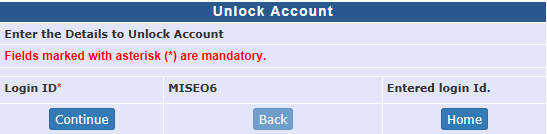 Unlock Account
Enter the Details to Unlock Account
Fields marked with asterisk (*) are mandatory.
Login ID* MISEO6 Entered login Id.
Continue Back Home